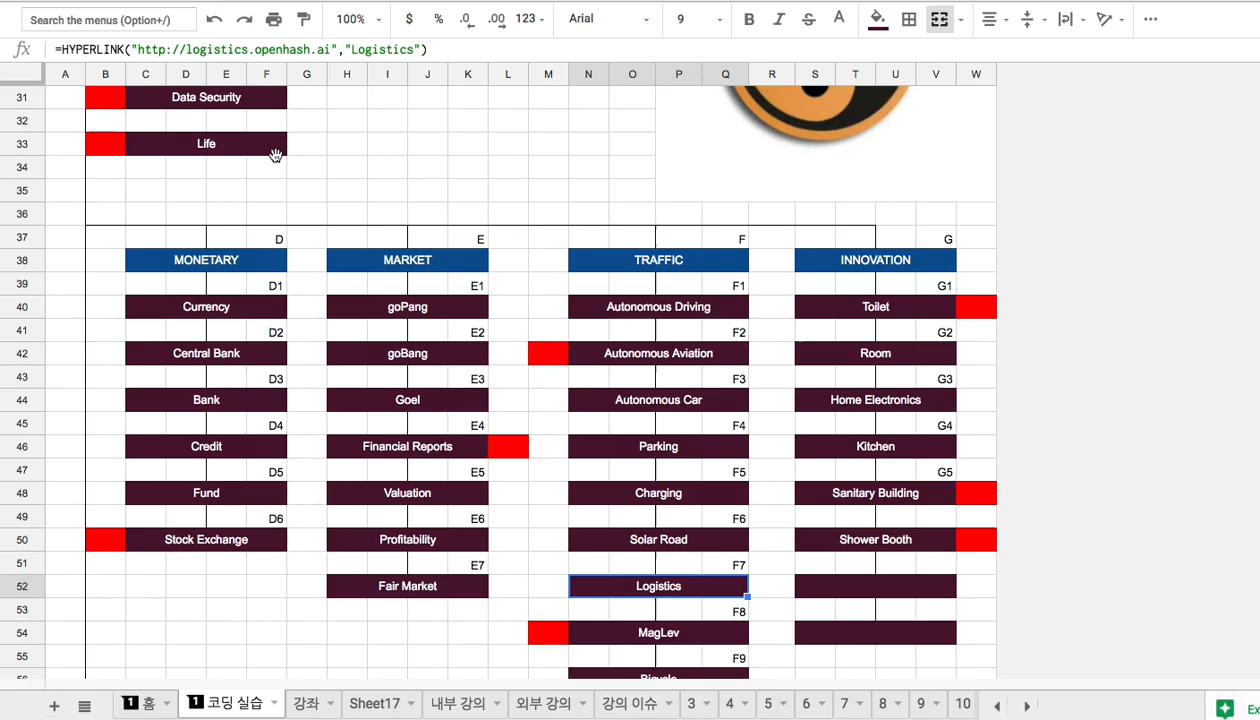 Search the menus (Option+/) 100% $ % .0 .00 123 Arial 9 B I S A
fx =HYPERLINK("http://logistics.openhash.ai","Logistics")
A B C D E F G H I J K L M N O P Q R S T U V W
31 Data Security
32
33 Life
34
35
36
37 D E F G
38 MONETARY MARKET TRAFFIC INNOVATION
39 D1 E1 F1 G1
40 Currency goPang Autonomous Driving Toilet
41 D2 E2 F2 G2
42 Central Bank goBang Autonomous Aviation Room
43 D3 E3 F3 G3
44 Bank Goel Autonomous Car Home Electronics
45 D4 E4 F4 G4
46 Credit Financial Reports Parking Kitchen
47 D5 E5 F5 G5
48 Fund Valuation Charging Sanitary Building
49 D6 E6 F6
50 Stock Exchange Profitability Solar Road Shower Booth
51 E7 F7
52 Fair Market Logistics
53 F8
54 MagLev
55 F9
56 Bicycle
1 홈 1 코딩 실습 강좌 Sheet17 내부 강의 외부 강의 강의 이슈 3 4 5 6 7 8 9 10
Ex